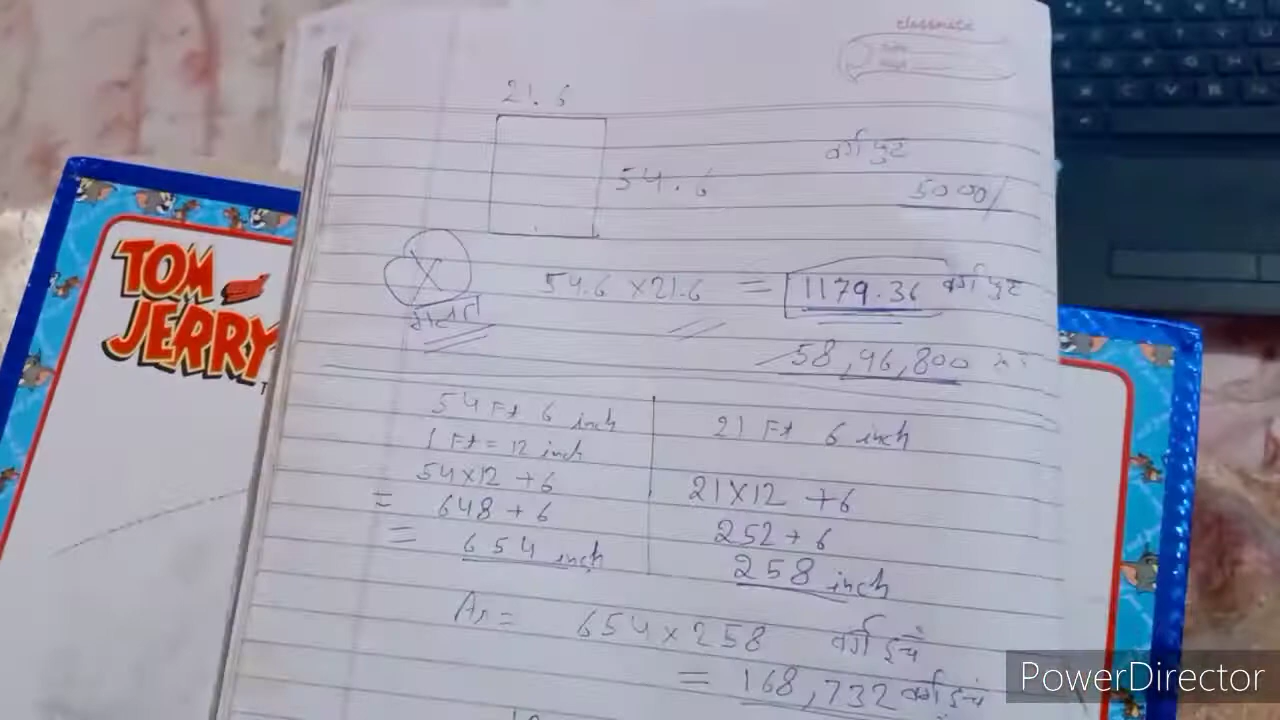 classmate
21.6
54.6
वर्ग फुट
5000/
54.6 × 21.6 = 1179.36 वर्ग फुट
गलत
58,96,800
54 Ft 6 inch
1 Ft = 12 inch
54×12 +6
= 648 + 6
= 654 inch
21 Ft 6 inch
21×12 +6
252 + 6
258 inch
Ar = 654 × 258 वर्ग इंच
= 168,732 वर्ग इंच
TOM
JERRY
PowerDirector